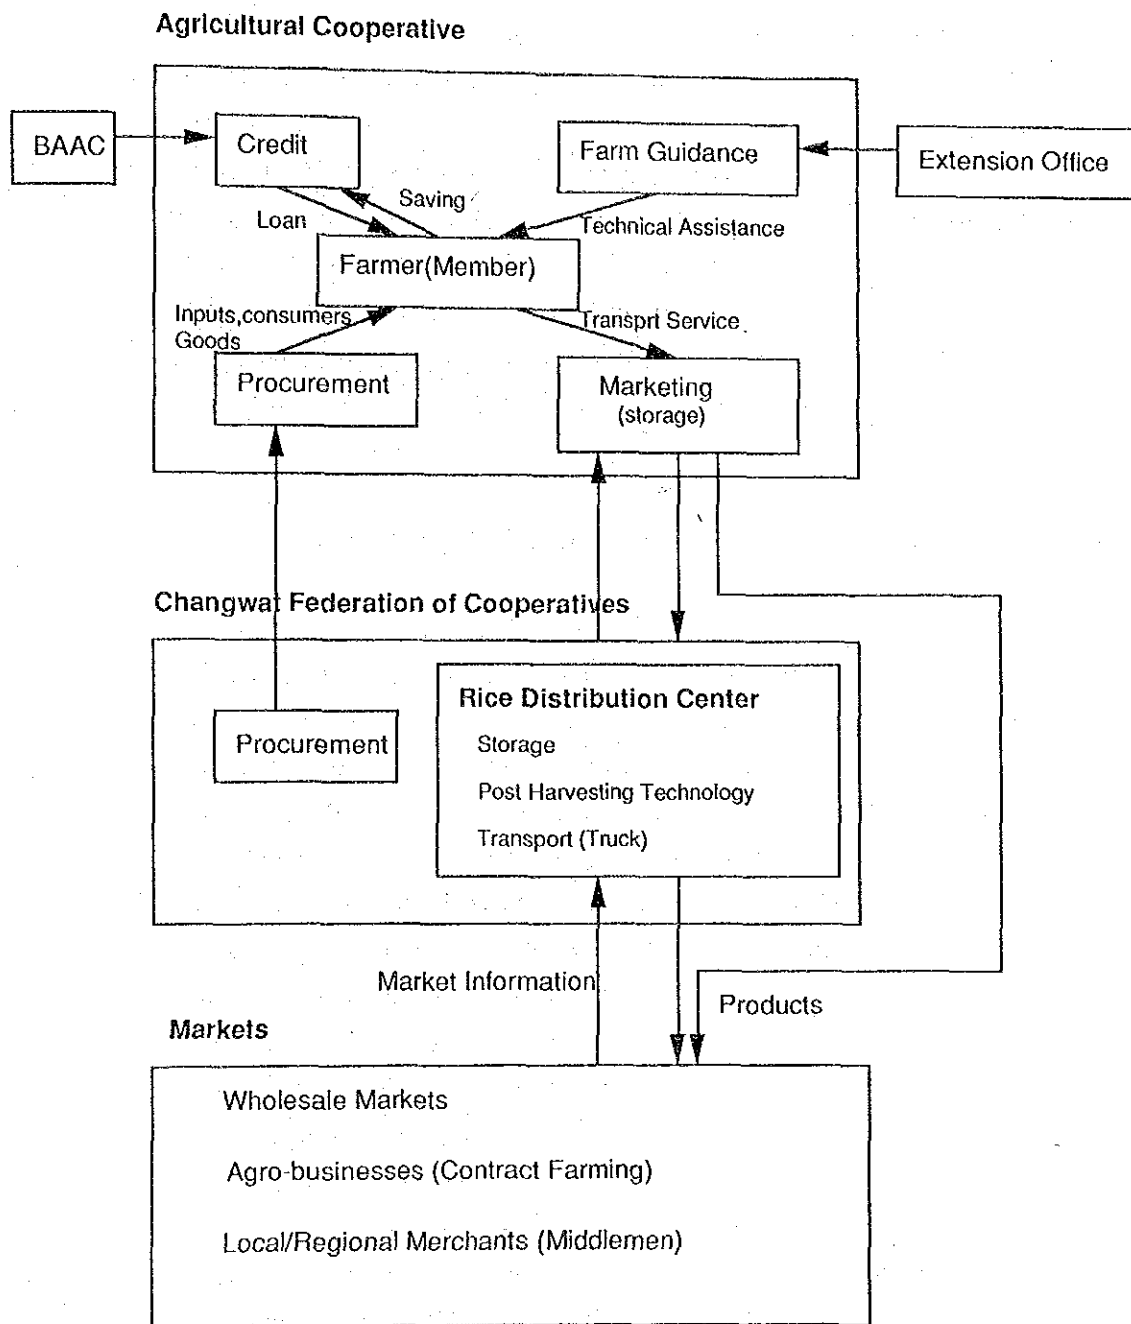 Agricultural Cooperative
BAAC
Credit
Farm Guidance
Extension Office
Saving
Loan
Technical Assistance
Farmer(Member)
Inputs,consumers
Goods
Transprt Service
Procurement
Marketing
(storage)
Changwat Federation of Cooperatives
Rice Distribution Center
Procurement
Storage
Post Harvesting Technology
Transport (Truck)
Market Information
Products
Markets
Wholesale Markets
Agro-businesses (Contract Farming)
Local/Regional Merchants (Middlemen)